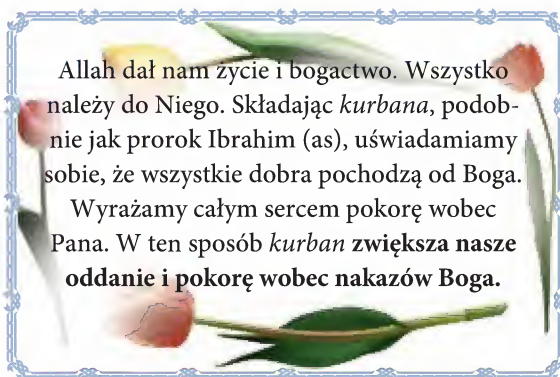 Allah dał nam życie i bogactwo. Wszystko
należy do Niego. Składając kurbana, podob-
nie jak prorok Ibrahim (as), uświadamiamy
sobie, że wszystkie dobra pochodzą od Boga.
Wyrażamy całym sercem pokorę wobec
Pana. W ten sposób kurban zwiększa nasze
oddanie i pokorę wobec nakazów Boga.